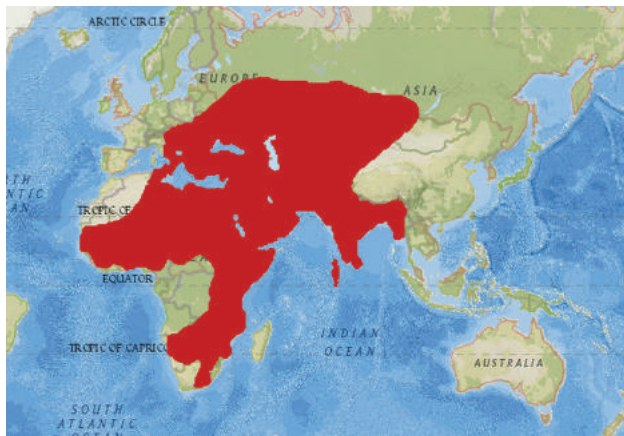 ARCTIC CIRCLE
EUROPE
ASIA
TROPIC OF
EQUATOR
INDIAN
OCEAN
TROPIC OF CAPRICO
AUSTRALIA
SOUTH
ATLANTIC